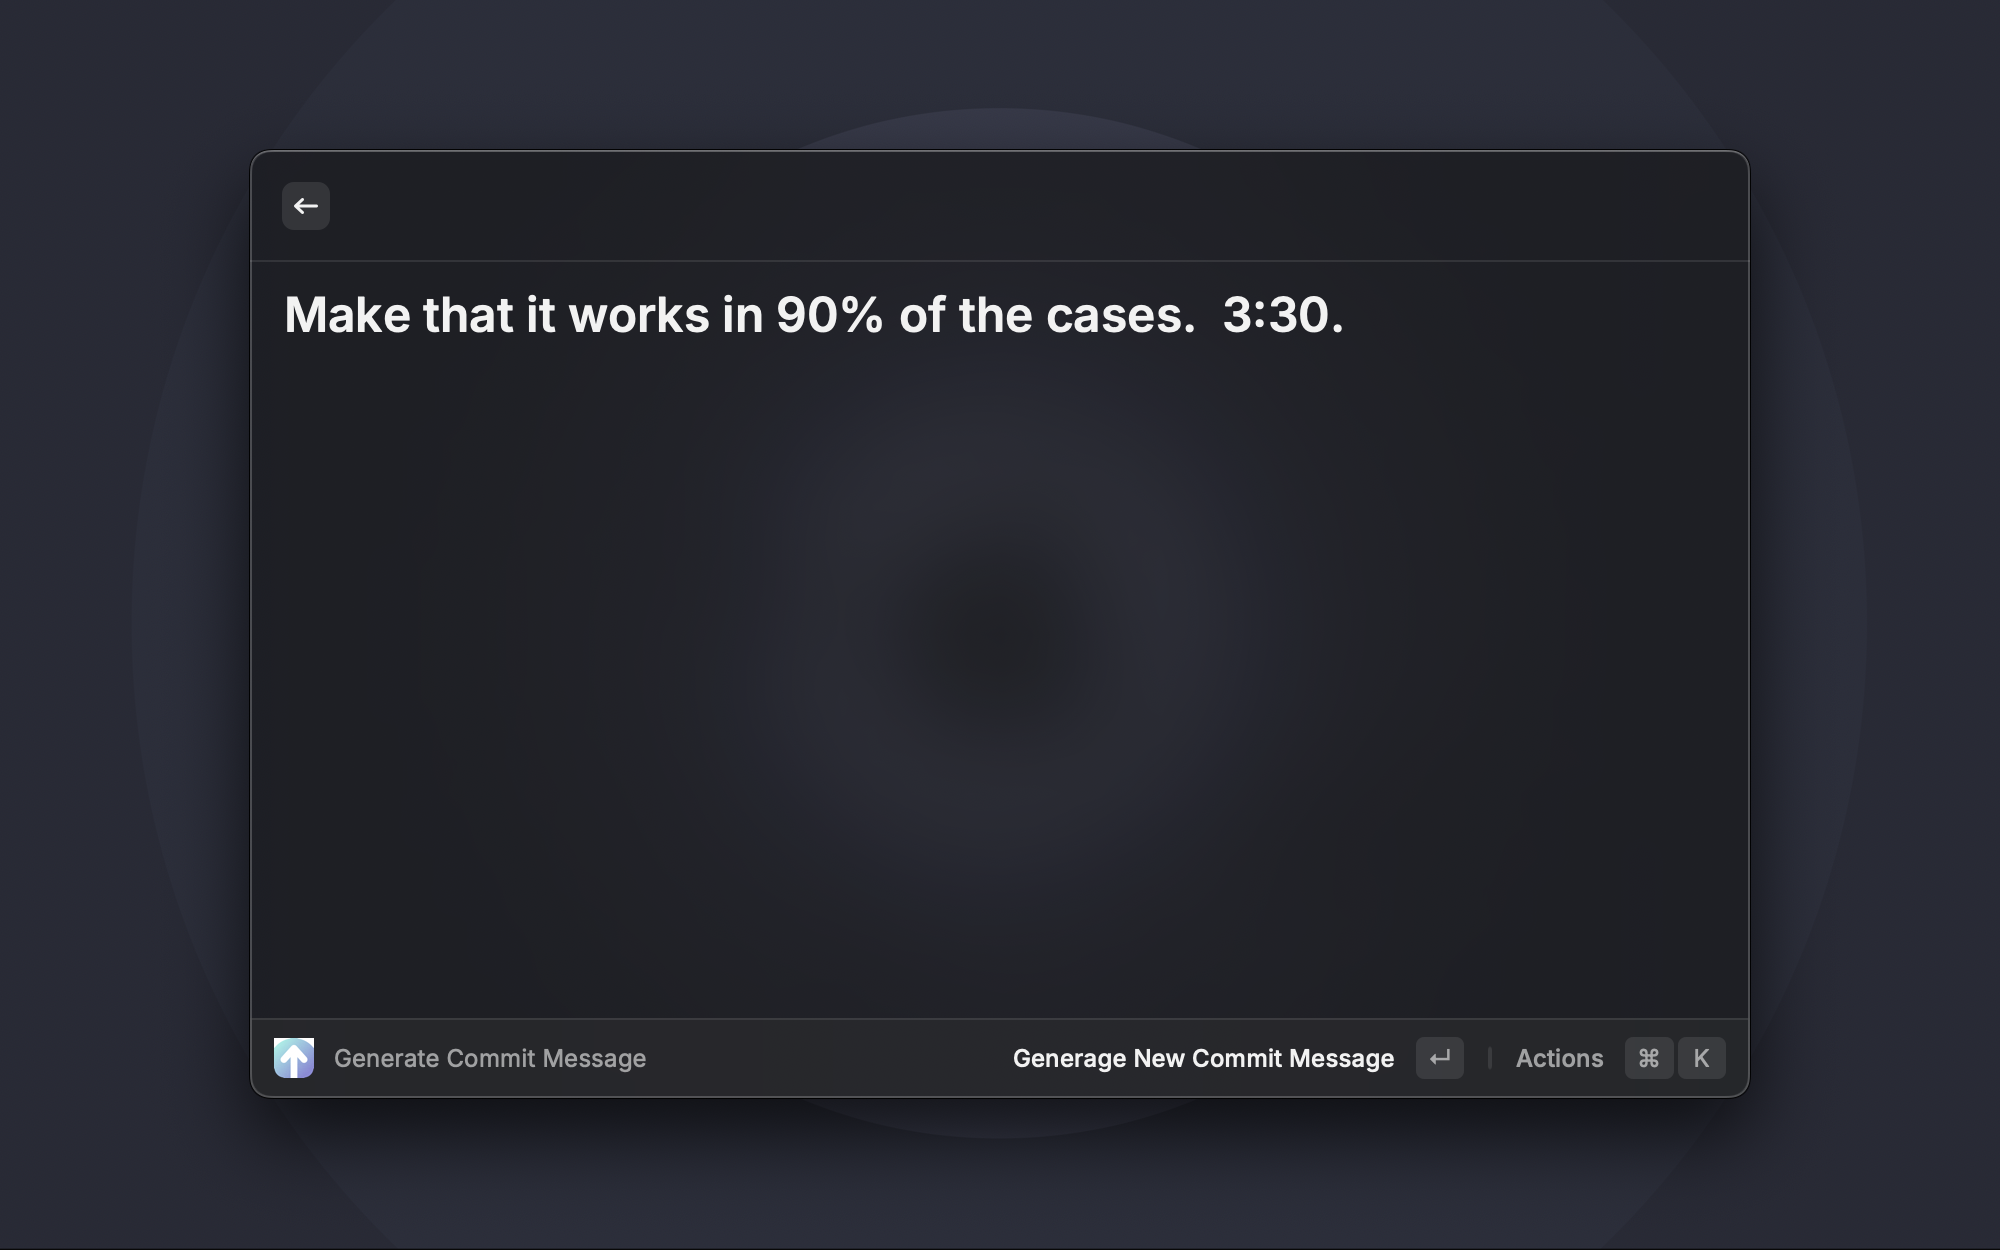 Make that it works in 90% of the cases.  3:30.
Generate Commit Message
Generage New Commit Message
Actions
⌘ K